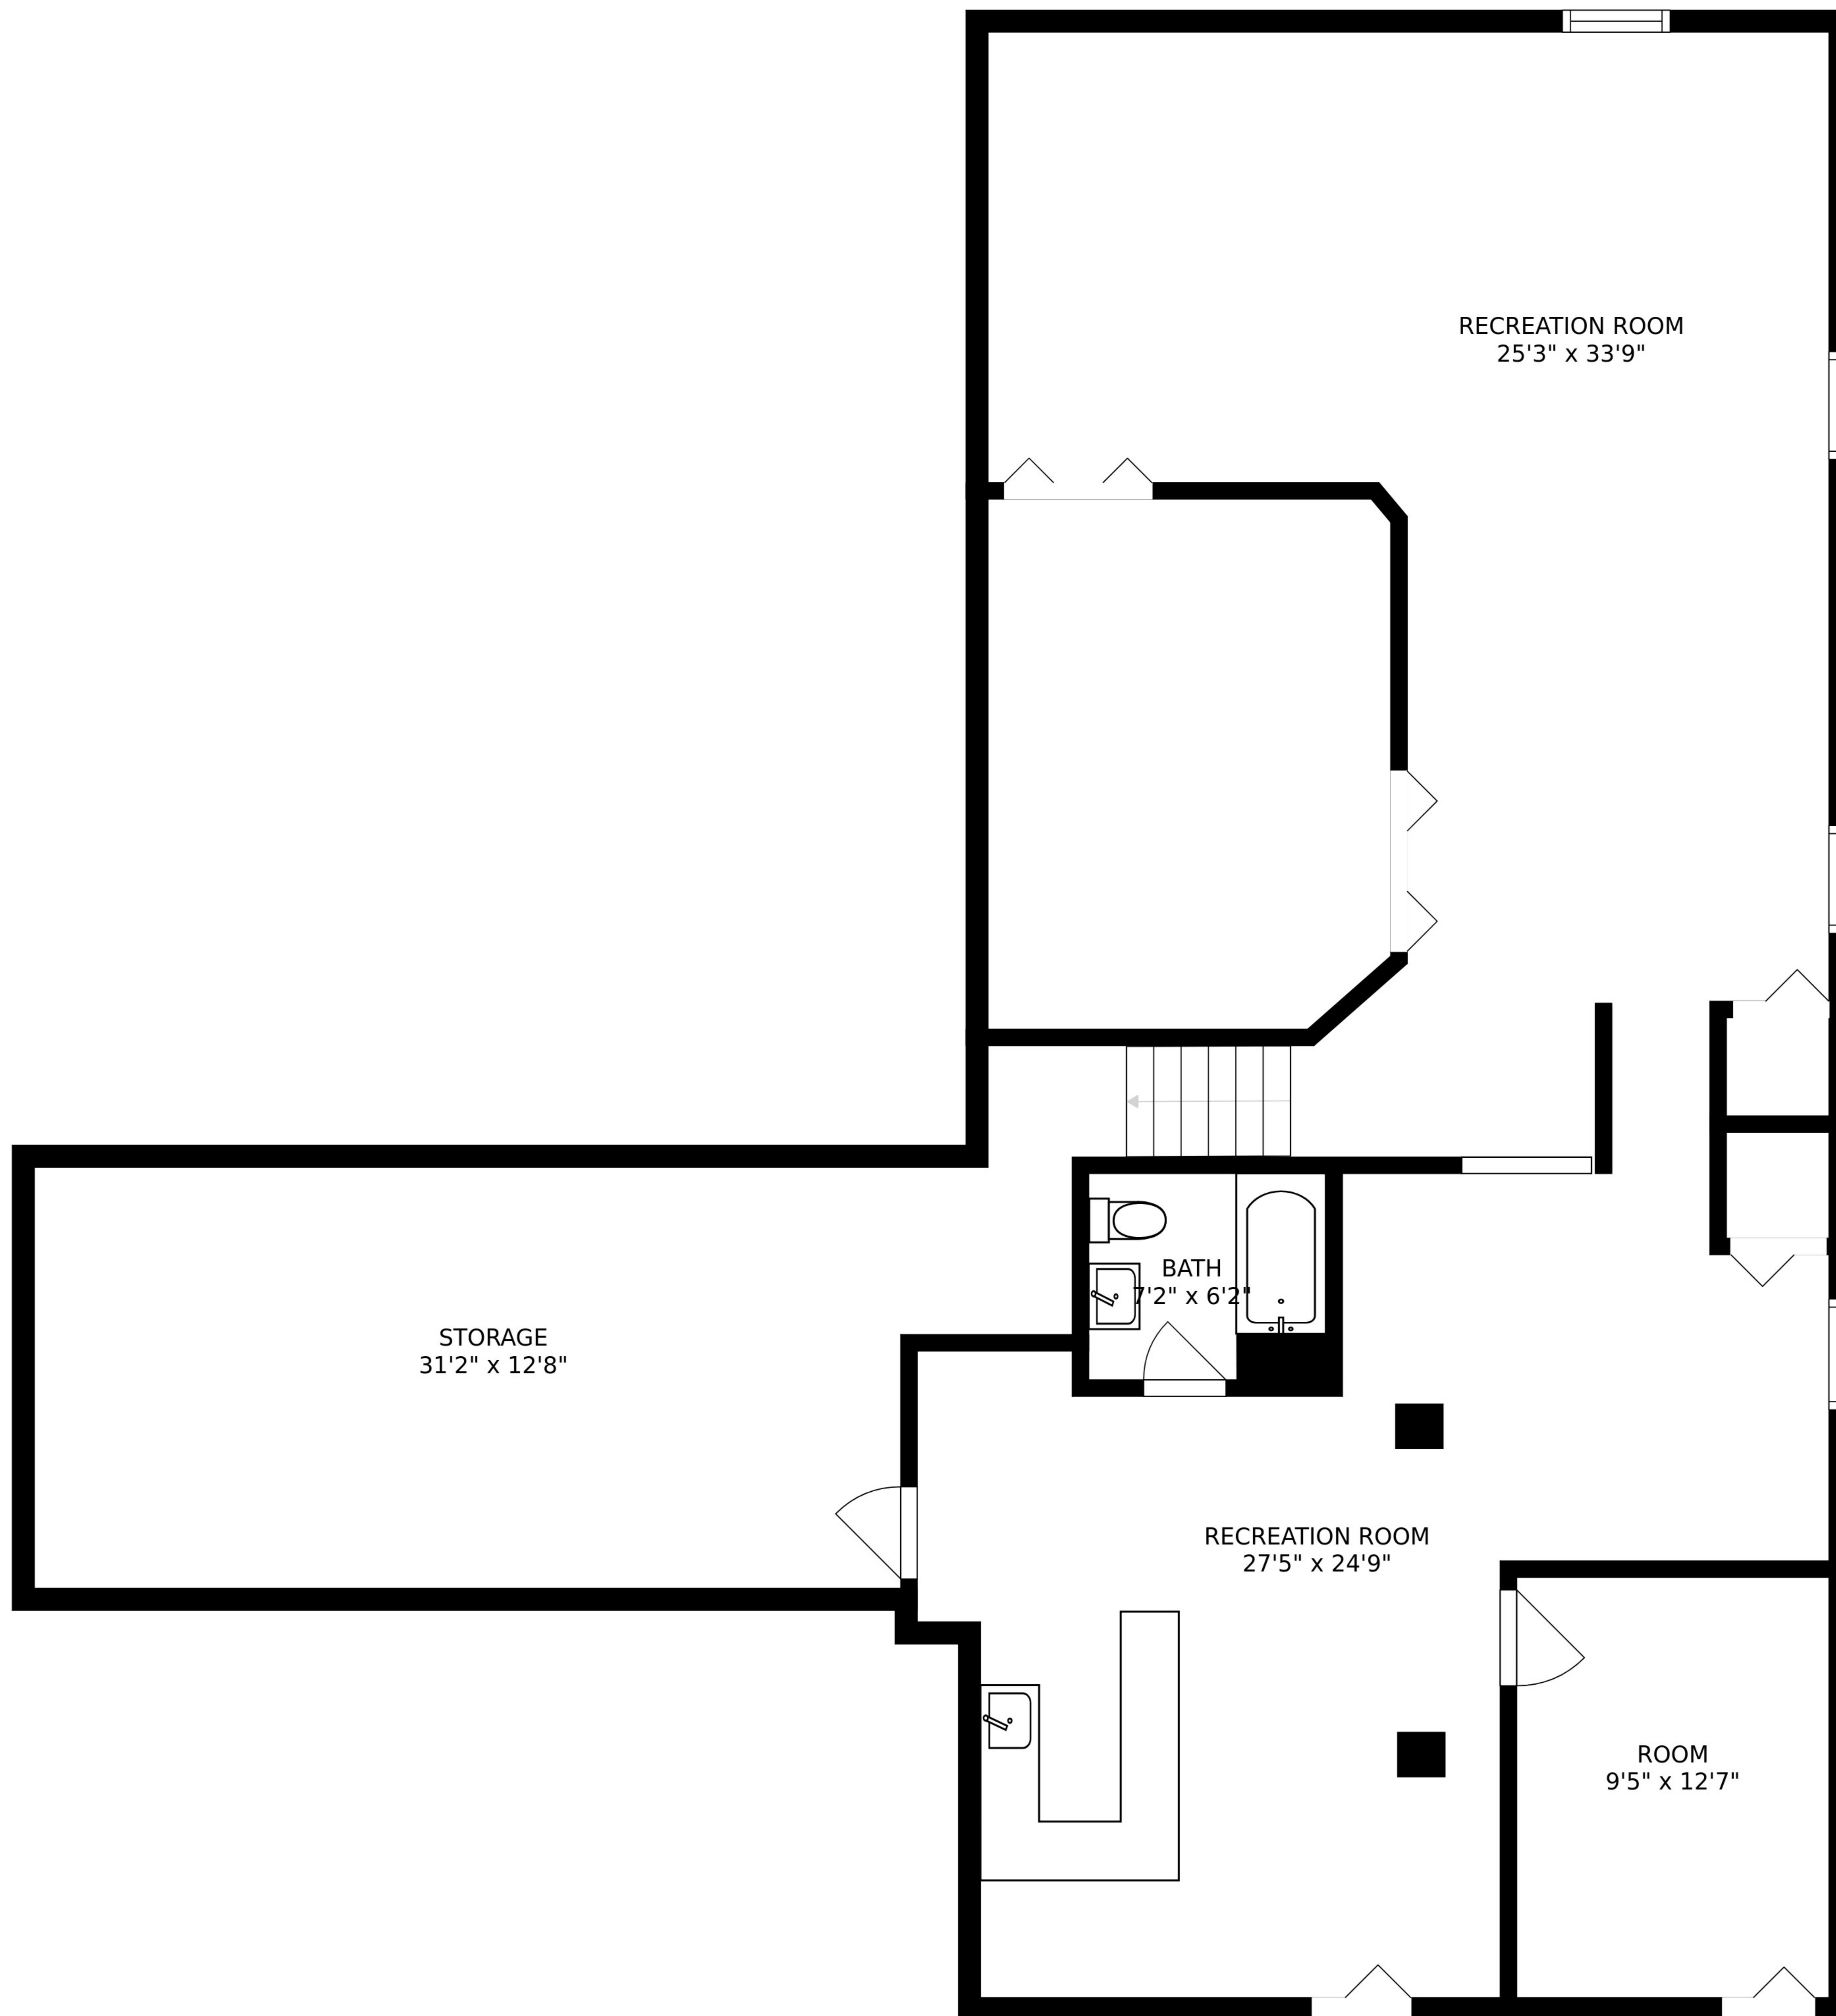 RECREATION ROOM
25'3" x 33'9"
BATH
7'2" x 6'2"
STORAGE
31'2" x 12'8"
RECREATION ROOM
27'5" x 24'9"
ROOM
9'5" x 12'7"